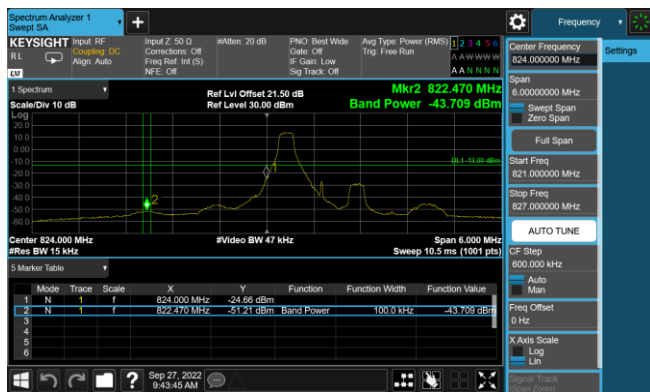 Spectrum Analyzer 1
Swept SA
Frequency
KEYSIGHT
Input: RF
Input Z: 50 Ω
#Atten: 20 dB
PNO: Best Wide
Avg Type: Power (RMS)
1 2 3 4 5 6
RL
Coupling: DC
Corrections: Off
Gate: Off
Trig: Free Run
Align: Auto
Freq Ref: Int (S)
IF Gain: Low
A A W W W W
NFE: Off
Sig Track: Off
A A N N N N
LXI
1 Spectrum
Ref Lvl Offset 21.50 dB
Mkr2 822.470 MHz
Scale/Div 10 dB
Ref Level 30.00 dBm
Band Power -43.709 dBm
Log
20.0
10.0
0.00
-10.0
DL1 -13.00 dBm
-20.0
-30.0
-40.0
2
-50.0
-60.0
Center 824.000 MHz
#Video BW 47 kHz
Span 6.000 MHz
#Res BW 15 kHz
Sweep 10.5 ms (1001 pts)
5 Marker Table
Mode Trace Scale X Y Function Function Width Function Value
1 N 1 f 824.000 MHz -24.66 dBm
2 N 1 f 822.470 MHz -51.21 dBm Band Power 100.0 kHz -43.709 dBm
3
4
5
6
?
Sep 27, 2022
9:43:45 AM
Center Frequency
824.000000 MHz
Settings
Span
6.00000000 MHz
Swept Span
Zero Span
Full Span
Start Freq
821.000000 MHz
Stop Freq
827.000000 MHz
AUTO TUNE
CF Step
600.000 kHz
Auto
Man
Freq Offset
0 Hz
X Axis Scale
Log
Lin
Signal Track
(Span Zoom)